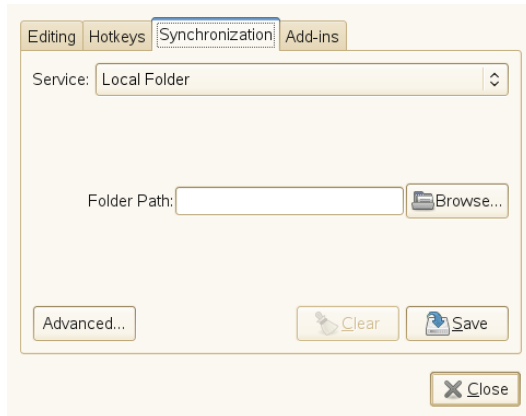 Editing Hotkeys Synchronization Add-ins
Service: Local Folder
Folder Path: Browse...
Advanced... Clear Save
Close